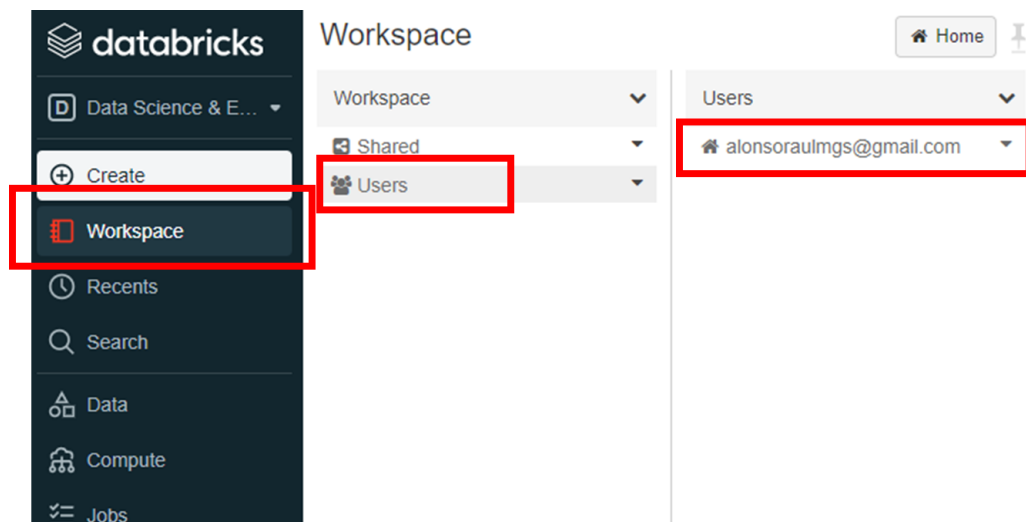 databricks
Data Science & E...
Create
Workspace
Recents
Search
Data
Compute
Jobs
Workspace
Home
Workspace
Shared
Users
Users
alonsoraulmgs@gmail.com